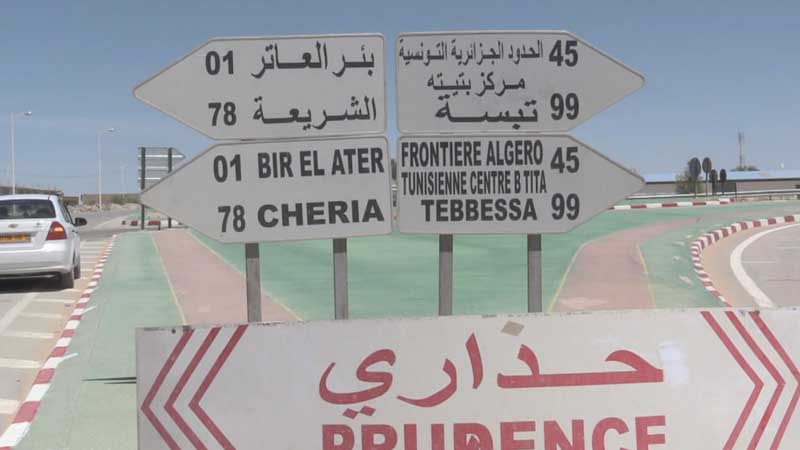 01 بئر العاتر
78 الشريعة
الحدود الجزائرية التونسية 45
مركز بتيته
تبسة 99
01 BIR EL ATER
78 CHERIA
FRONTIERE ALGERO 45
TUNISIENNE CENTRE B TITA
TEBBESSA 99
حذاري
PRUDENCE